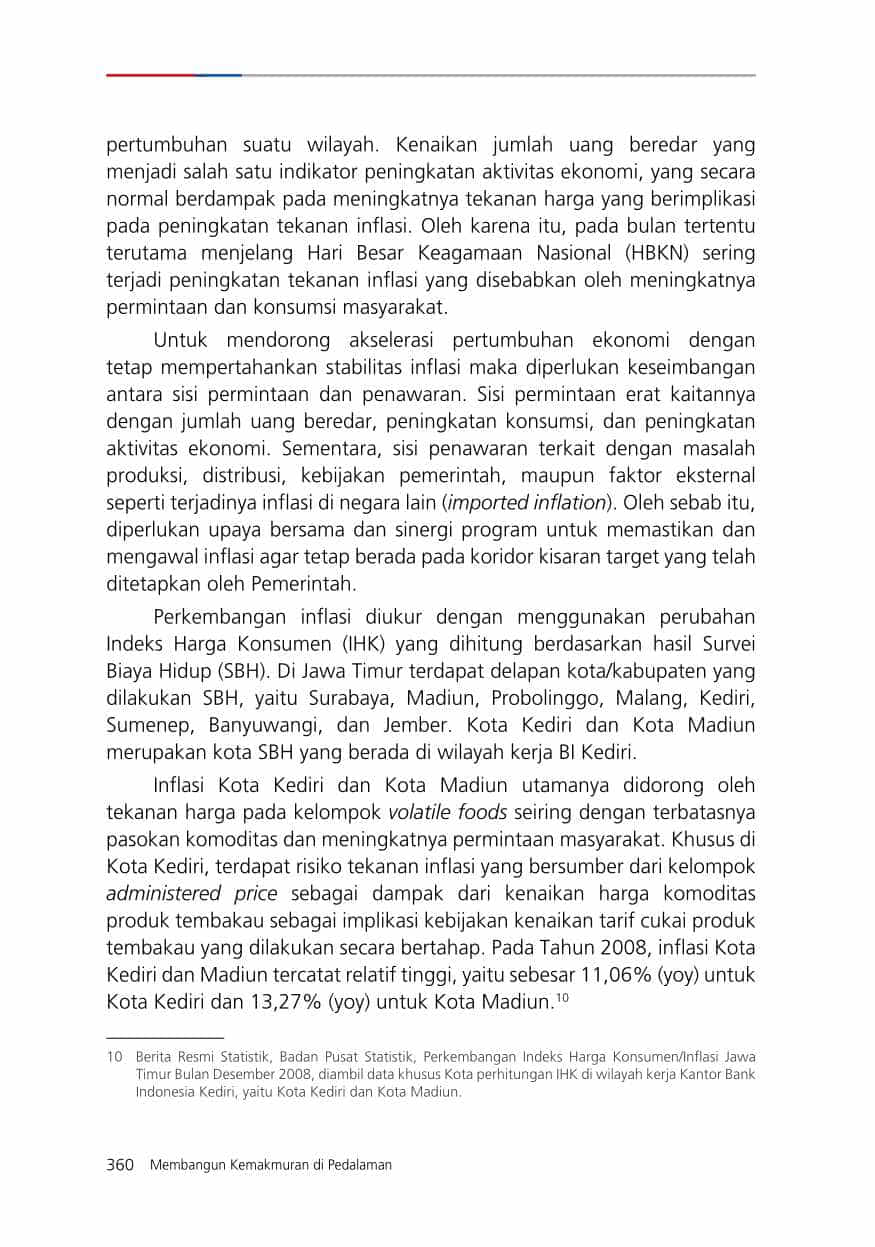 pertumbuhan suatu wilayah. Kenaikan jumlah uang beredar yang
menjadi salah satu indikator peningkatan aktivitas ekonomi, yang secara
normal berdampak pada meningkatnya tekanan harga yang berimplikasi
pada peningkatan tekanan inflasi. Oleh karena itu, pada bulan tertentu
terutama menjelang Hari Besar Keagamaan Nasional (HBKN) sering
terjadi peningkatan tekanan inflasi yang disebabkan oleh meningkatnya
permintaan dan konsumsi masyarakat.
Untuk mendorong akselerasi pertumbuhan ekonomi dengan
tetap mempertahankan stabilitas inflasi maka diperlukan keseimbangan
antara sisi permintaan dan penawaran. Sisi permintaan erat kaitannya
dengan jumlah uang beredar, peningkatan konsumsi, dan peningkatan
aktivitas ekonomi. Sementara, sisi penawaran terkait dengan masalah
produksi, distribusi, kebijakan pemerintah, maupun faktor eksternal
seperti terjadinya inflasi di negara lain (imported inflation). Oleh sebab itu,
diperlukan upaya bersama dan sinergi program untuk memastikan dan
mengawal inflasi agar tetap berada pada koridor kisaran target yang telah
ditetapkan oleh Pemerintah.
Perkembangan inflasi diukur dengan menggunakan perubahan
Indeks Harga Konsumen (IHK) yang dihitung berdasarkan hasil Survei
Biaya Hidup (SBH). Di Jawa Timur terdapat delapan kota/kabupaten yang
dilakukan SBH, yaitu Surabaya, Madiun, Probolinggo, Malang, Kediri,
Sumenep, Banyuwangi, dan Jember. Kota Kediri dan Kota Madiun
merupakan kota SBH yang berada di wilayah kerja BI Kediri.
Inflasi Kota Kediri dan Kota Madiun utamanya didorong oleh
tekanan harga pada kelompok volatile foods seiring dengan terbatasnya
pasokan komoditas dan meningkatnya permintaan masyarakat. Khusus di
Kota Kediri, terdapat risiko tekanan inflasi yang bersumber dari kelompok
administered price sebagai dampak dari kenaikan harga komoditas
produk tembakau sebagai implikasi kebijakan kenaikan tarif cukai produk
tembakau yang dilakukan secara bertahap. Pada Tahun 2008, inflasi Kota
Kediri dan Madiun tercatat relatif tinggi, yaitu sebesar 11,06% (yoy) untuk
Kota Kediri dan 13,27% (yoy) untuk Kota Madiun.10
10 Berita Resmi Statistik, Badan Pusat Statistik, Perkembangan Indeks Harga Konsumen/Inflasi Jawa
Timur Bulan Desember 2008, diambil data khusus Kota perhitungan IHK di wilayah kerja Kantor Bank
Indonesia Kediri, yaitu Kota Kediri dan Kota Madiun.
360 Membangun Kemakmuran di Pedalaman